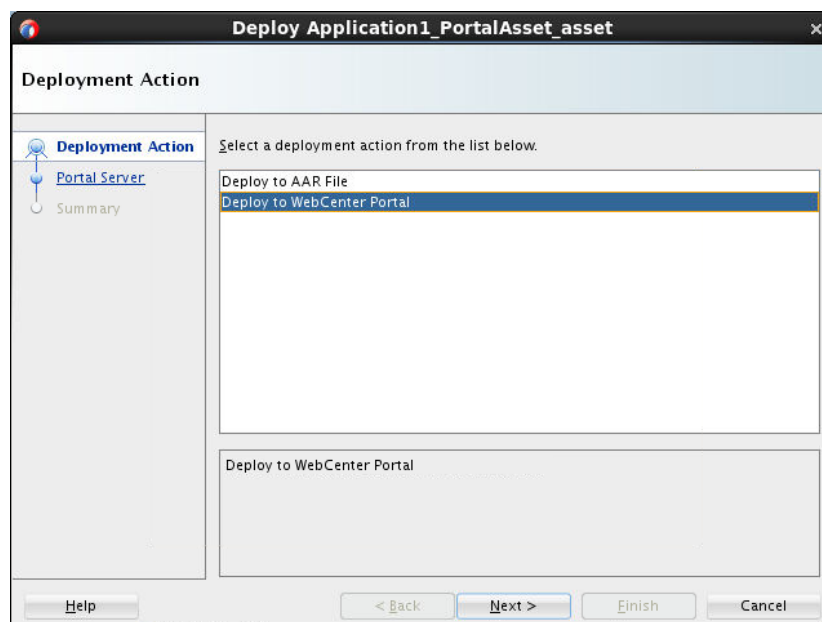 Deploy Application1_PortalAsset_asset
Deployment Action
Deployment Action
Portal Server
Summary
Select a deployment action from the list below.
Deploy to AAR File
Deploy to WebCenter Portal
Deploy to WebCenter Portal
Help
< Back
Next >
Finish
Cancel